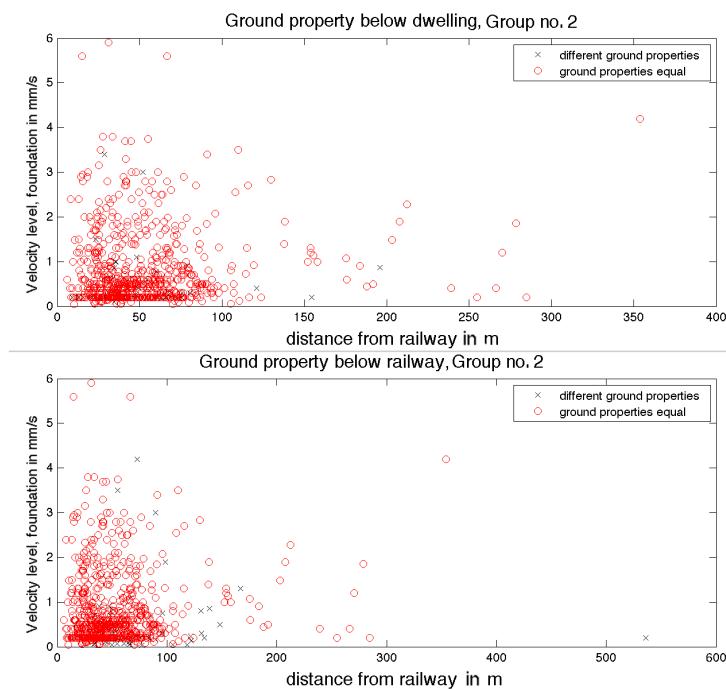 Ground property below dwelling, Group no. 2
6
5
4
3
2
1
0
Velocity level, foundation in mm/s
× different ground properties
○ ground properties equal
0 50 100 150 200 250 300 350 400
distance from railway in m
Ground property below railway, Group no. 2
6
5
4
3
2
1
0
Velocity level, foundation in mm/s
× different ground properties
○ ground properties equal
0 100 200 300 400 500 600
distance from railway in m